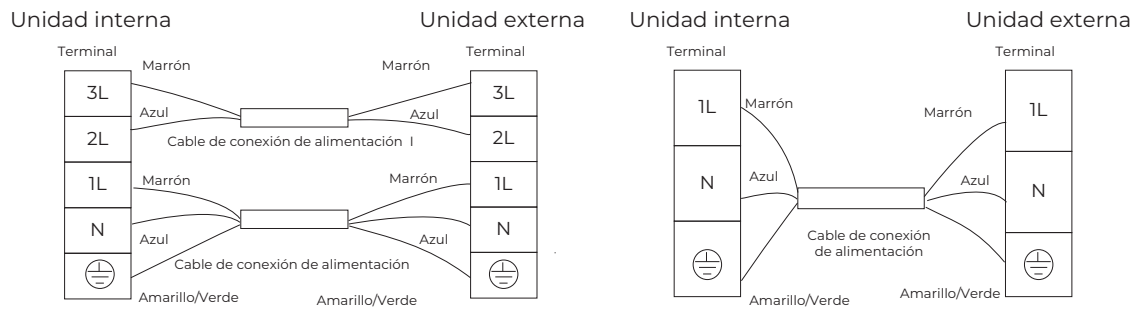 Unidad interna
Unidad externa
Terminal
Terminal
Marrón
Marrón
3L
3L
Azul
Azul
2L
2L
Cable de conexión de alimentación I
Marrón
Marrón
1L
1L
N
N
Azul
Azul
Cable de conexión de alimentación
Amarillo/Verde
Amarillo/Verde
Unidad interna
Unidad externa
Terminal
Terminal
1L
Marrón
Marrón
1L
N
Azul
Azul
N
Cable de conexión
de alimentación
Amarillo/Verde
Amarillo/Verde